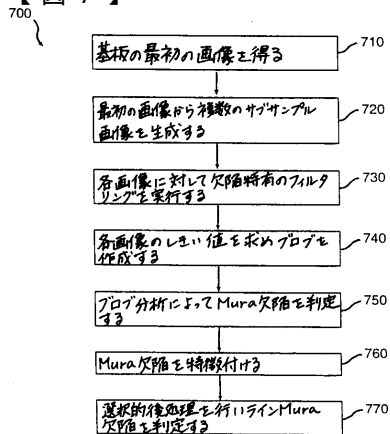 【図7】
700
基板の最初の画像を得る
710
最初の画像から複数のサブサンプル
画像を生成する
720
各画像に対して欠陥特有のフィルタ
リングを実行する
730
各画像のしきい値を求めブロブを
作成する
740
ブロブ分析によってMura欠陥を判定
する
750
Mura欠陥を特徴付ける
760
選択的後処理を行いラインMura
欠陥を判定する
770